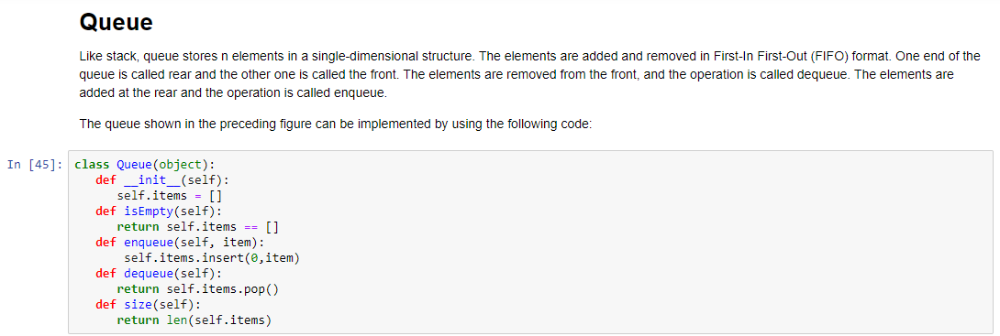 Queue
Like stack, queue stores n elements in a single-dimensional structure. The elements are added and removed in First-In First-Out (FIFO) format. One end of the
queue is called rear and the other one is called the front. The elements are removed from the front, and the operation is called dequeue. The elements are
added at the rear and the operation is called enqueue.
The queue shown in the preceding figure can be implemented by using the following code:
In [45]: class Queue(object):
   def __init__(self):
      self.items = []
   def isEmpty(self):
      return self.items == []
   def enqueue(self, item):
       self.items.insert(0,item)
   def dequeue(self):
      return self.items.pop()
   def size(self):
      return len(self.items)